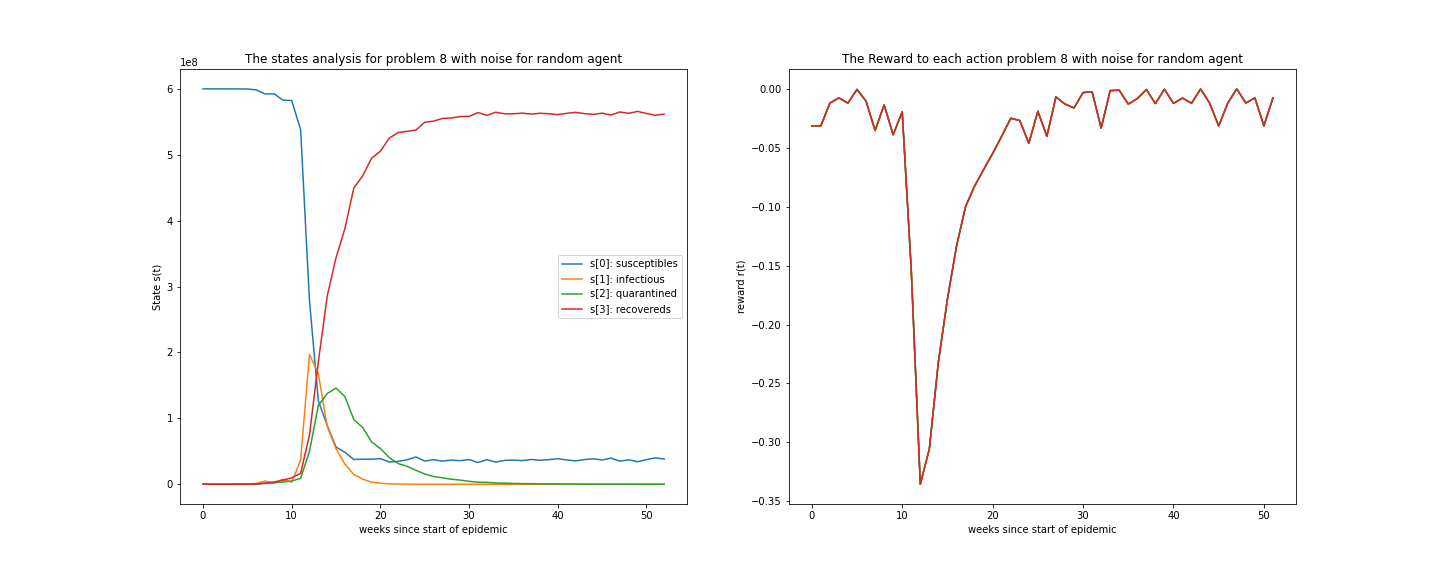 The states analysis for problem 8 with noise for random agent
1e8
6
5
4
3
2
1
0
State s(t)
s[0]: susceptibles
s[1]: infectious
s[2]: quarantined
s[3]: recovereds
0 10 20 30 40 50
weeks since start of epidemic
The Reward to each action problem 8 with noise for random agent
0.00
−0.05
−0.10
−0.15
−0.20
−0.25
−0.30
−0.35
reward r(t)
0 10 20 30 40 50
weeks since start of epidemic